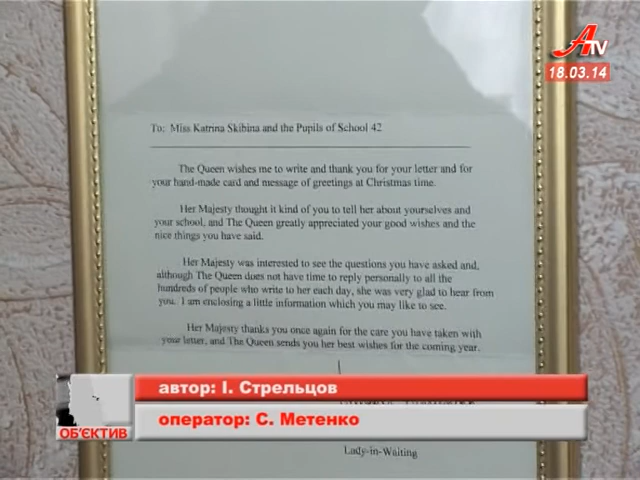 ATV
18.03.14
To: Miss Katrina Skibina and the Pupils of School 42
The Queen wishes me to write and thank you for your letter and for
your hand-made card and message of greetings at Christmas time.
Her Majesty thought it kind of you to tell her about yourselves and
your school, and The Queen greatly appreciated your good wishes and the
nice things you have said.
Her Majesty was interested to see the questions you have asked and,
although The Queen does not have time to reply personally to all the
hundreds of people who write to her each day, she was very glad to hear from
you. I am enclosing a little information which you may like to see.
Her Majesty thanks you once again for the care you have taken with
your letter, and The Queen sends you her best wishes for the coming year.
автор: І. Стрельцов
оператор: С. Метенко
ОБ'ЄКТИВ
Lady-in-Waiting